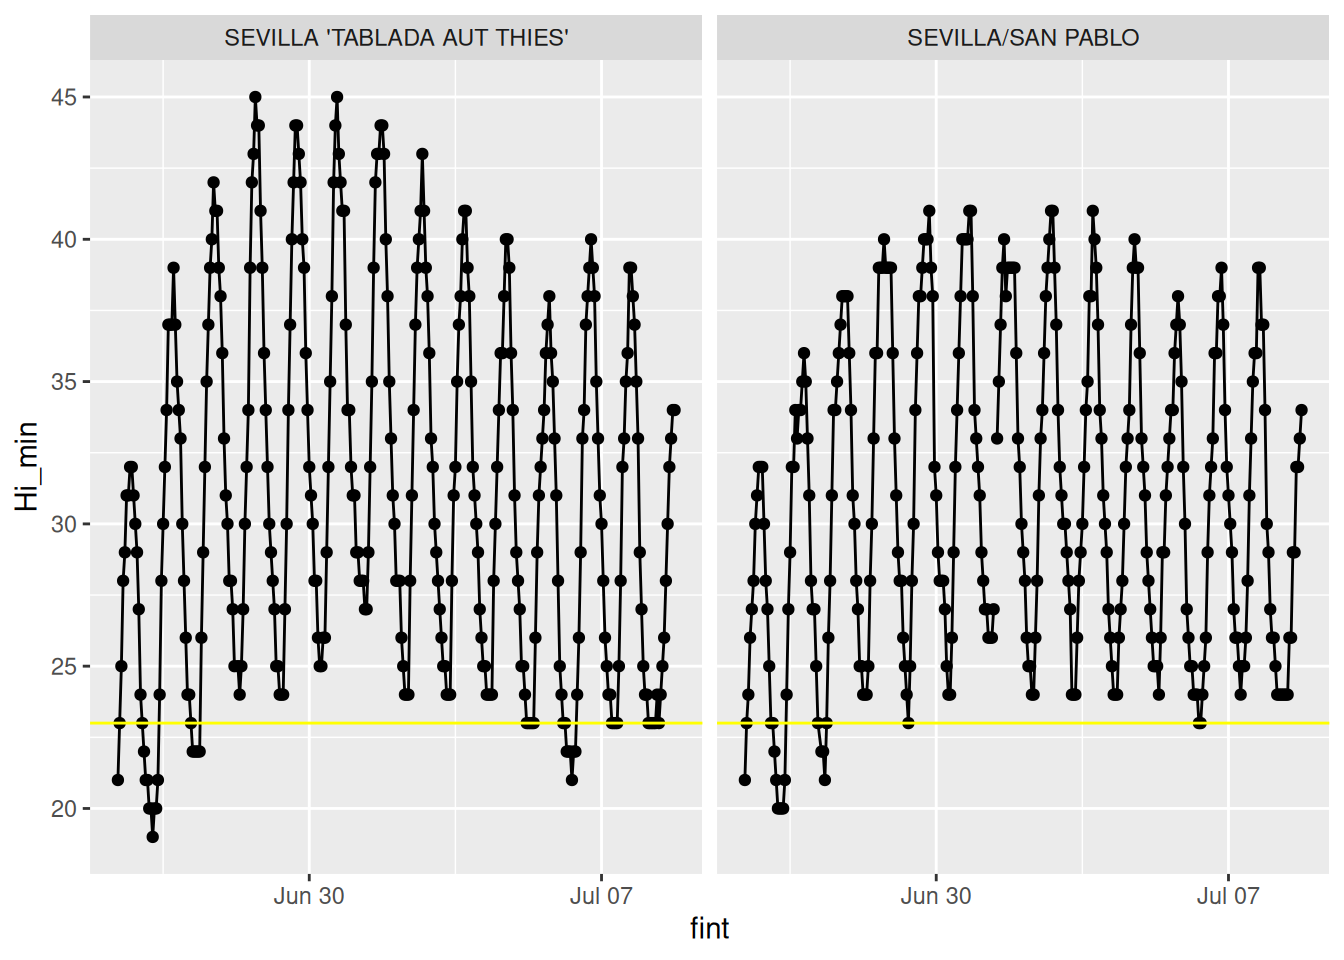 SEVILLA 'TABLADA AUT THIES'
SEVILLA/SAN PABLO
Hi_min
45
40
35
30
25
20
Jun 30
Jul 07
Jun 30
Jul 07
fint